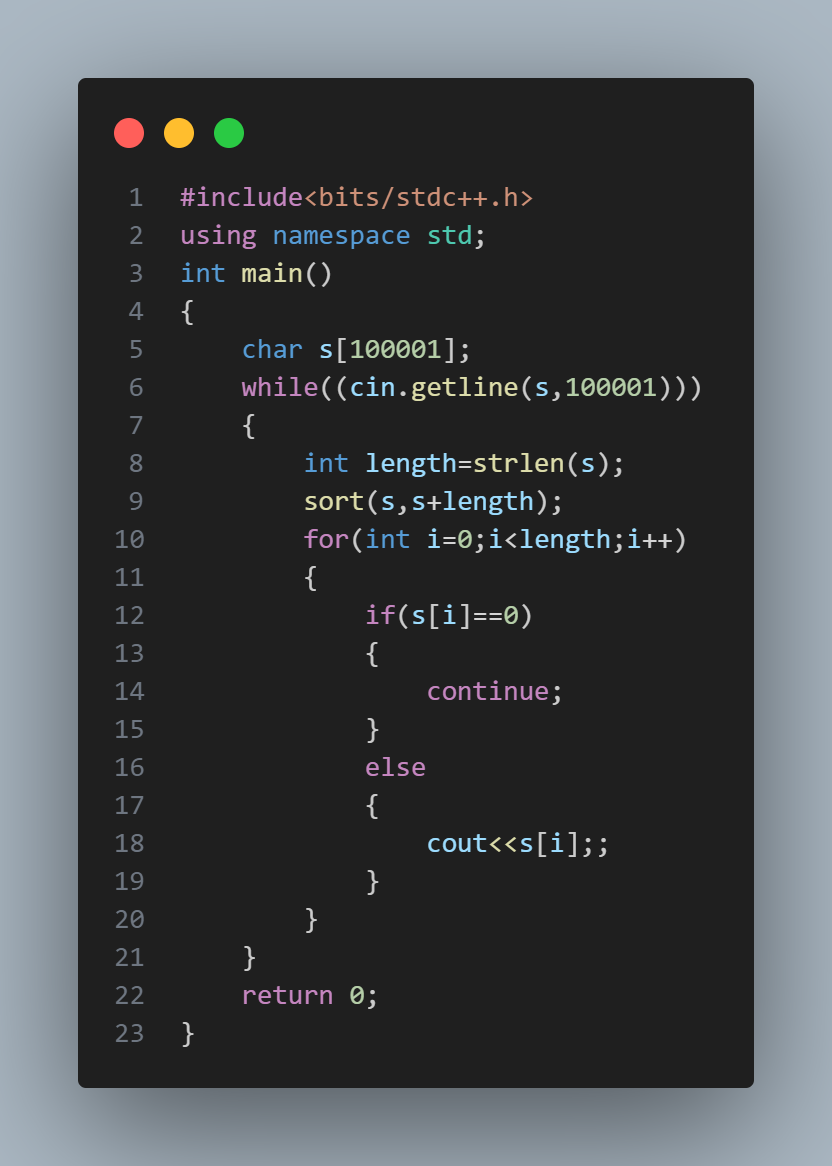 1 #include<bits/stdc++.h>
2 using namespace std;
3 int main()
4 {
5     char s[100001];
6     while((cin.getline(s,100001)))
7     {
8         int length=strlen(s);
9         sort(s,s+length);
10         for(int i=0;i<length;i++)
11         {
12             if(s[i]==0)
13             {
14                 continue;
15             }
16             else
17             {
18                 cout<<s[i];;
19             }
20         }
21     }
22     return 0;
23 }